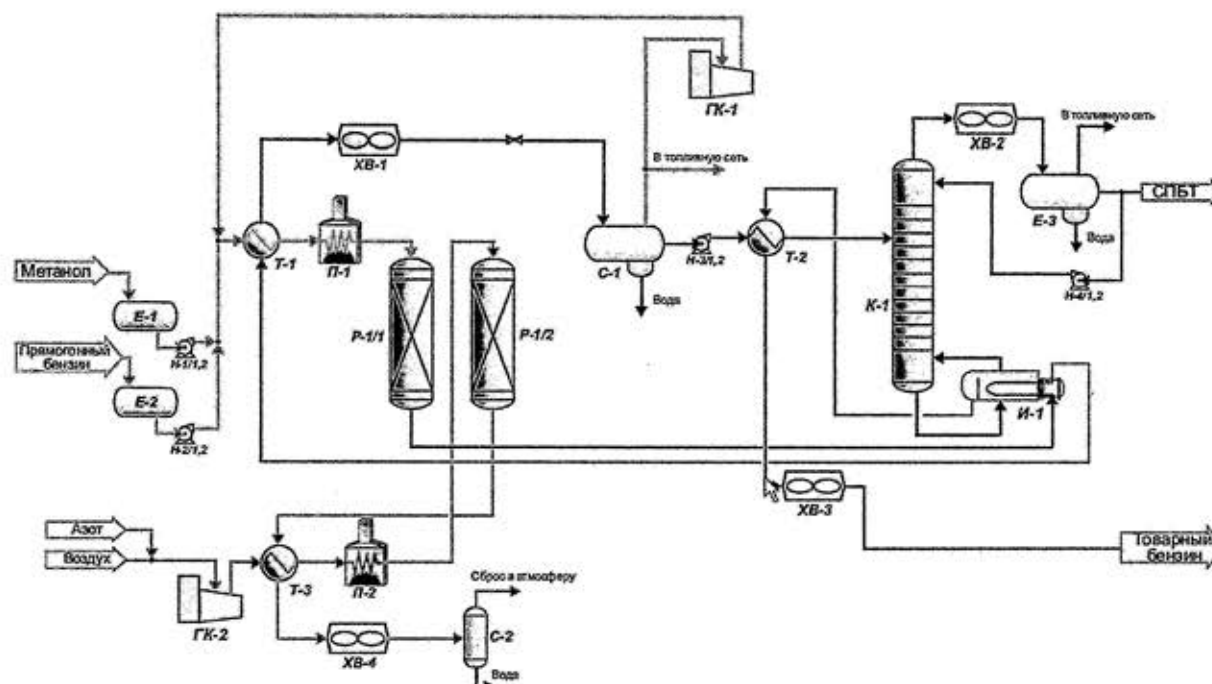 ГК-1
ХВ-1
ХВ-2
В топливную сеть
В топливную сеть
СПБТ
Е-3
Вода
Т-1
П-1
С-1
Н-3/1,2
Т-2
Н-4/1,2
Метанол
Е-1
Н-1/1,2
Вода
К-1
Р-1/1
Р-1/2
Прямогонный
бензин
Е-2
Н-2/1,2
И-1
ХВ-3
Азот
Воздух
Товарный
бензин
Т-3
П-2
Сброс в атмосферу
ГК-2
ХВ-4
С-2
Вода